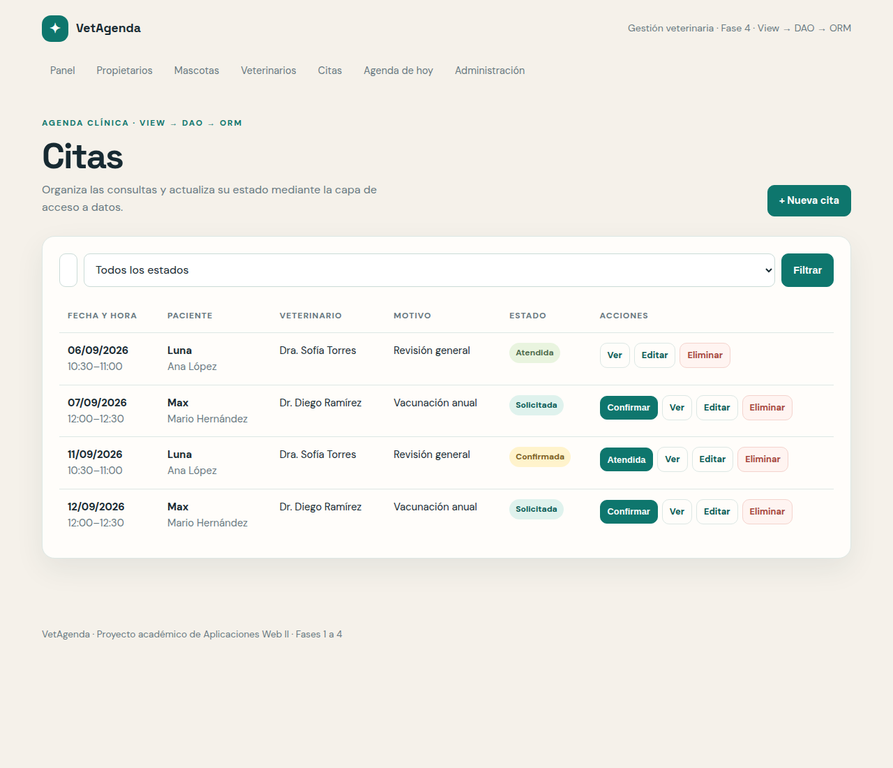 VetAgenda
Gestión veterinaria · Fase 4 · View → DAO → ORM
Panel Propietarios Mascotas Veterinarios Citas Agenda de hoy Administración
AGENDA CLÍNICA · VIEW → DAO → ORM
Citas
Organiza las consultas y actualiza su estado mediante la capa de
acceso a datos.
+ Nueva cita
Todos los estados Filtrar
FECHA Y HORA PACIENTE VETERINARIO MOTIVO ESTADO ACCIONES
06/09/2026 Luna Dra. Sofía Torres Revisión general Atendida Ver Editar Eliminar
10:30–11:00 Ana López
07/09/2026 Max Dr. Diego Ramírez Vacunación anual Solicitada Confirmar Ver Editar Eliminar
12:00–12:30 Mario Hernández
11/09/2026 Luna Dra. Sofía Torres Revisión general Confirmada Atendida Ver Editar Eliminar
10:30–11:00 Ana López
12/09/2026 Max Dr. Diego Ramírez Vacunación anual Solicitada Confirmar Ver Editar Eliminar
12:00–12:30 Mario Hernández
VetAgenda · Proyecto académico de Aplicaciones Web II · Fases 1 a 4